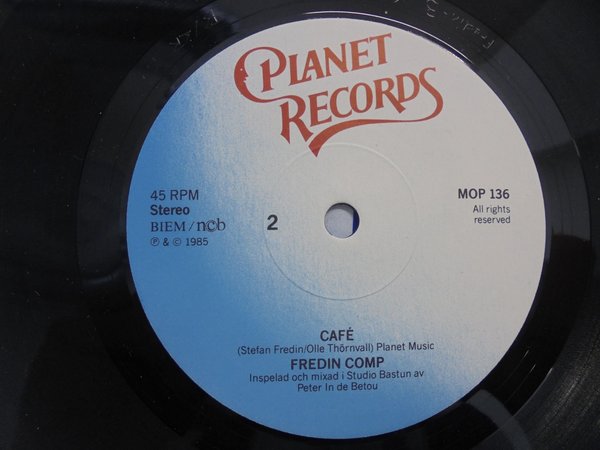 PLANET
RECORDS
45 RPM
Stereo
BIEM/ncb
℗ & © 1985
2
MOP 136
All rights
reserved
CAFÉ
(Stefan Fredin/Olle Thörnvall) Planet Music
FREDIN COMP
Inspelad och mixad i Studio Bastun av
Peter In de Betou